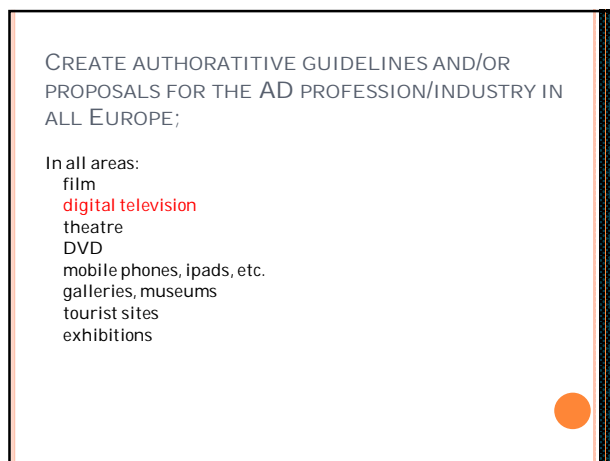 CREATE AUTHORATITIVE GUIDELINES AND/OR
PROPOSALS FOR THE AD PROFESSION/INDUSTRY IN
ALL EUROPE;
In all areas:
film
digital television
theatre
DVD
mobile phones, ipads, etc.
galleries, museums
tourist sites
exhibitions